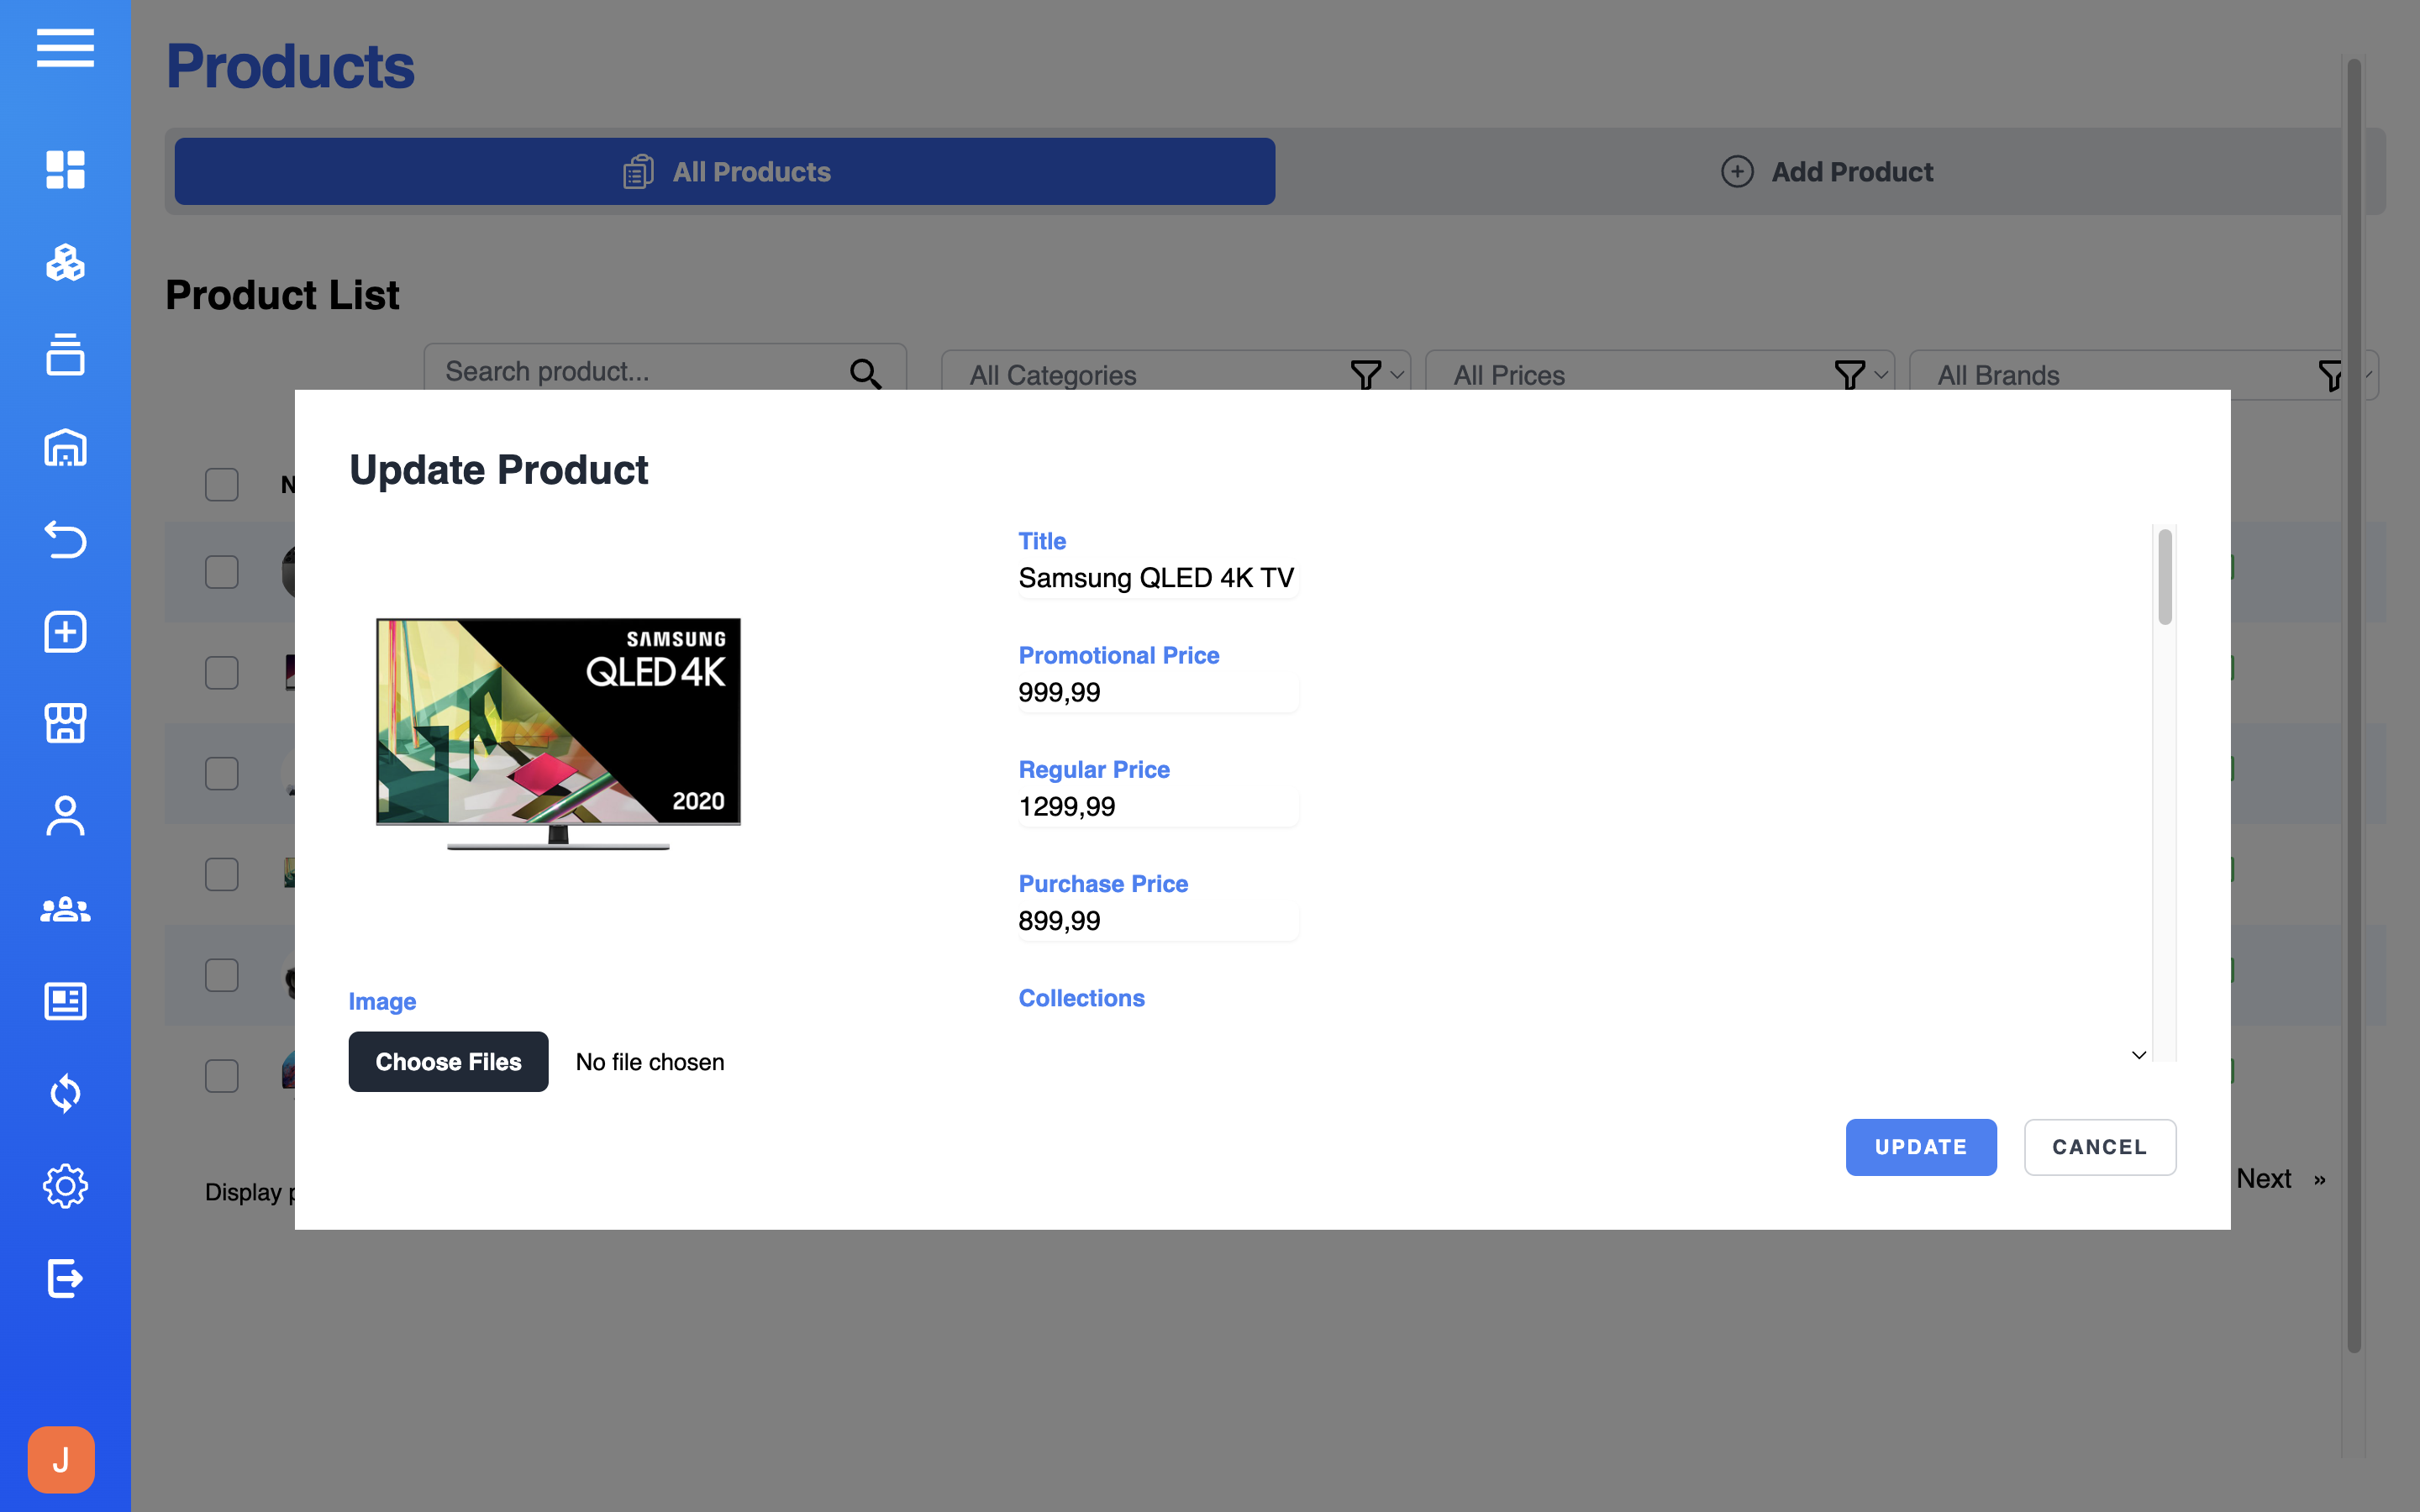 Products
All Products
Add Product
Product List
Search product...
All Categories
All Prices
All Brands
N
Update Product
Title
Samsung QLED 4K TV
SAMSUNG
QLED 4K
2020
Promotional Price
999,99
Regular Price
1299,99
Purchase Price
899,99
Collections
Image
Choose Files
No file chosen
UPDATE
CANCEL
Display p
Next »
J